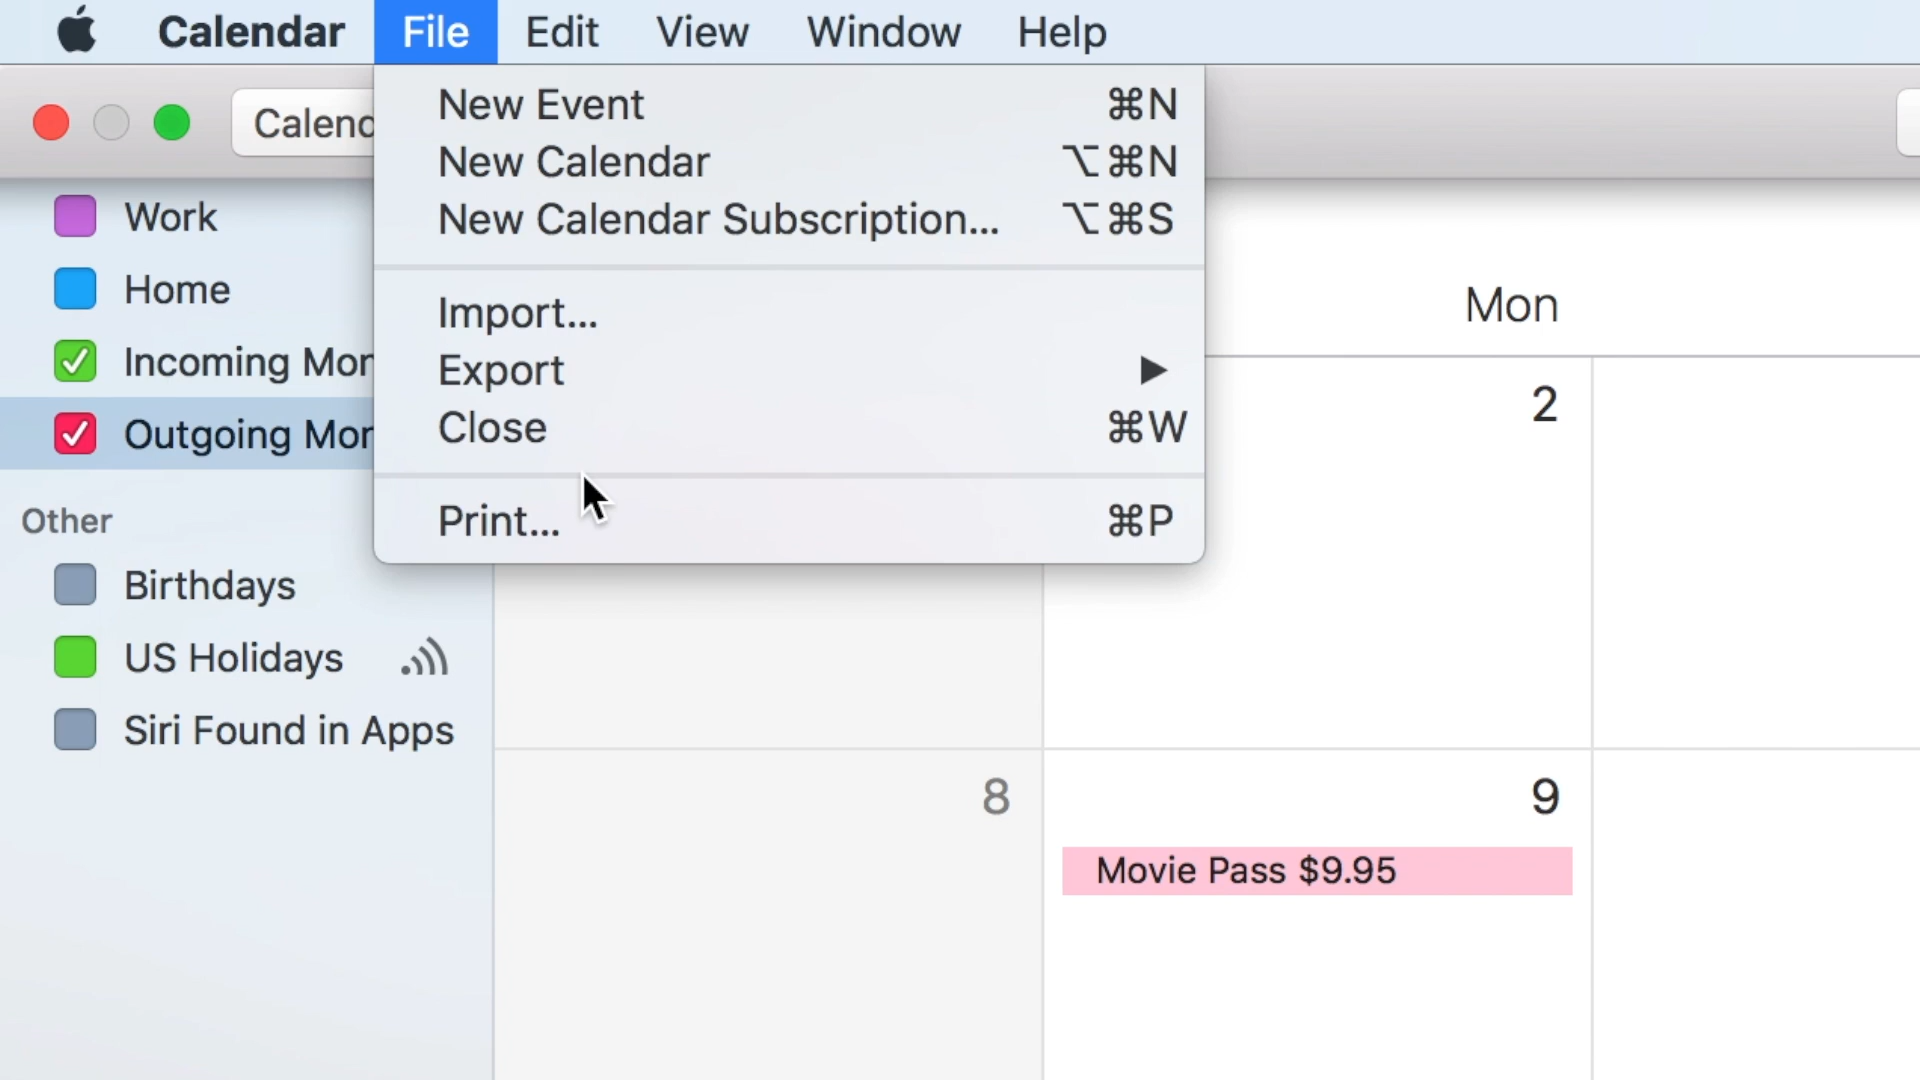 Calendar File Edit View Window Help
Calend
New Event ⌘N
New Calendar ⌥⌘N
New Calendar Subscription... ⌥⌘S
Import...
Export ▶
Close ⌘W
Print... ⌘P
Work
Home
Incoming Mon
Outgoing Mon
Other
Birthdays
US Holidays
Siri Found in Apps
Mon
2
8
9
Movie Pass $9.95